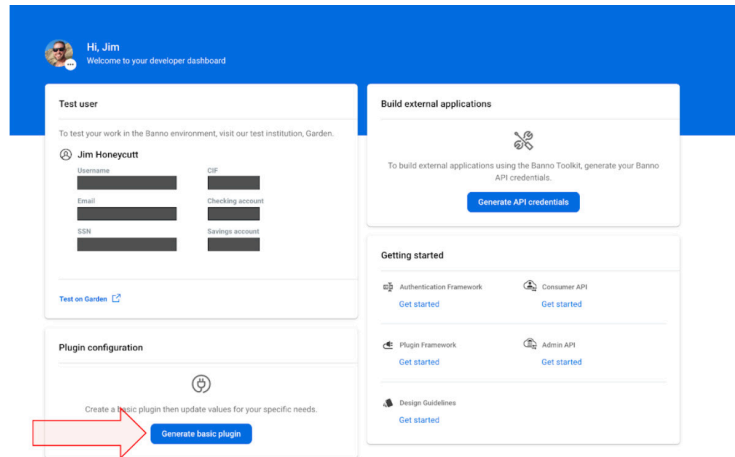 Hi, Jim
Welcome to your developer dashboard
Test user
To test your work in the Banno environment, visit our test institution, Garden.
Jim Honeycutt
Username
CIF
Email
Checking account
SSN
Savings account
Test on Garden
Plugin configuration
Create a basic plugin then update values for your specific needs.
Generate basic plugin
Build external applications
To build external applications using the Banno Toolkit, generate your Banno
API credentials.
Generate API credentials
Getting started
Authentication Framework
Get started
Consumer API
Get started
Plugin Framework
Get started
Admin API
Get started
Design Guidelines
Get started